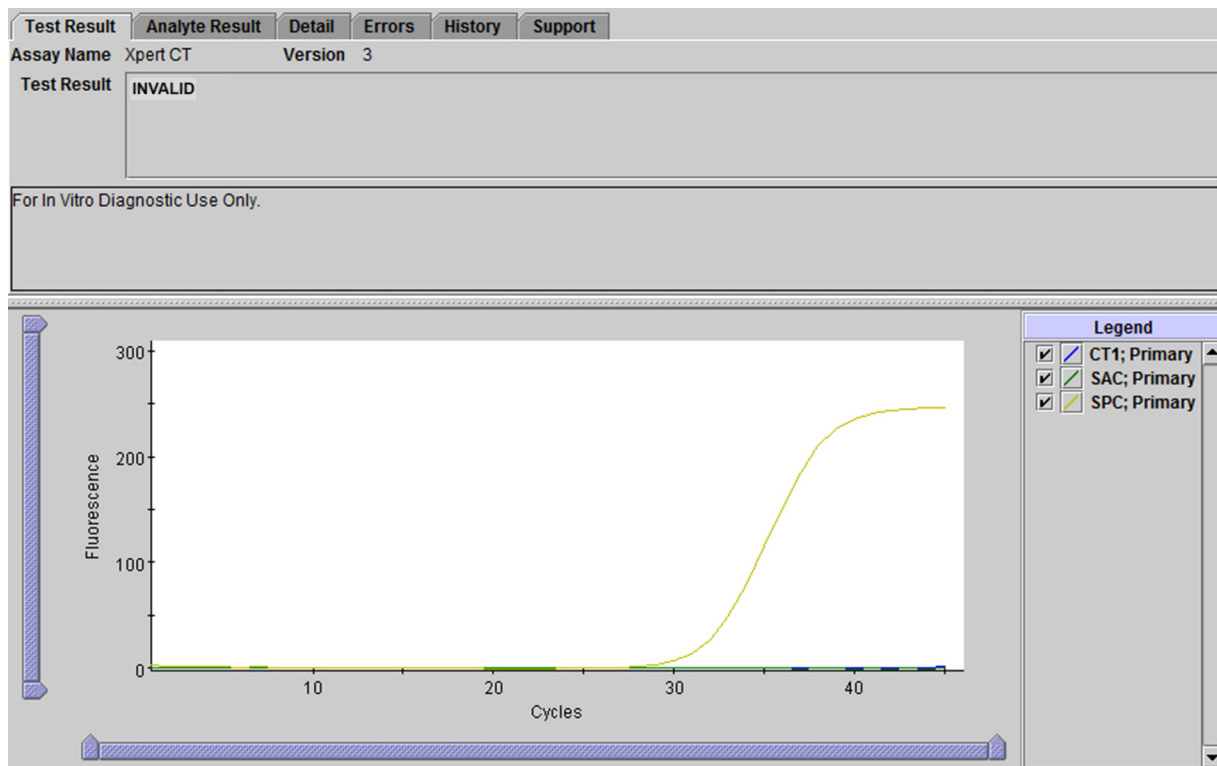 Test Result Analyte Result Detail Errors History Support
Assay Name Xpert CT Version 3
Test Result INVALID
For In Vitro Diagnostic Use Only.
Legend
CT1; Primary
SAC; Primary
SPC; Primary
300
200
100
0
Fluorescence
10 20 30 40
Cycles